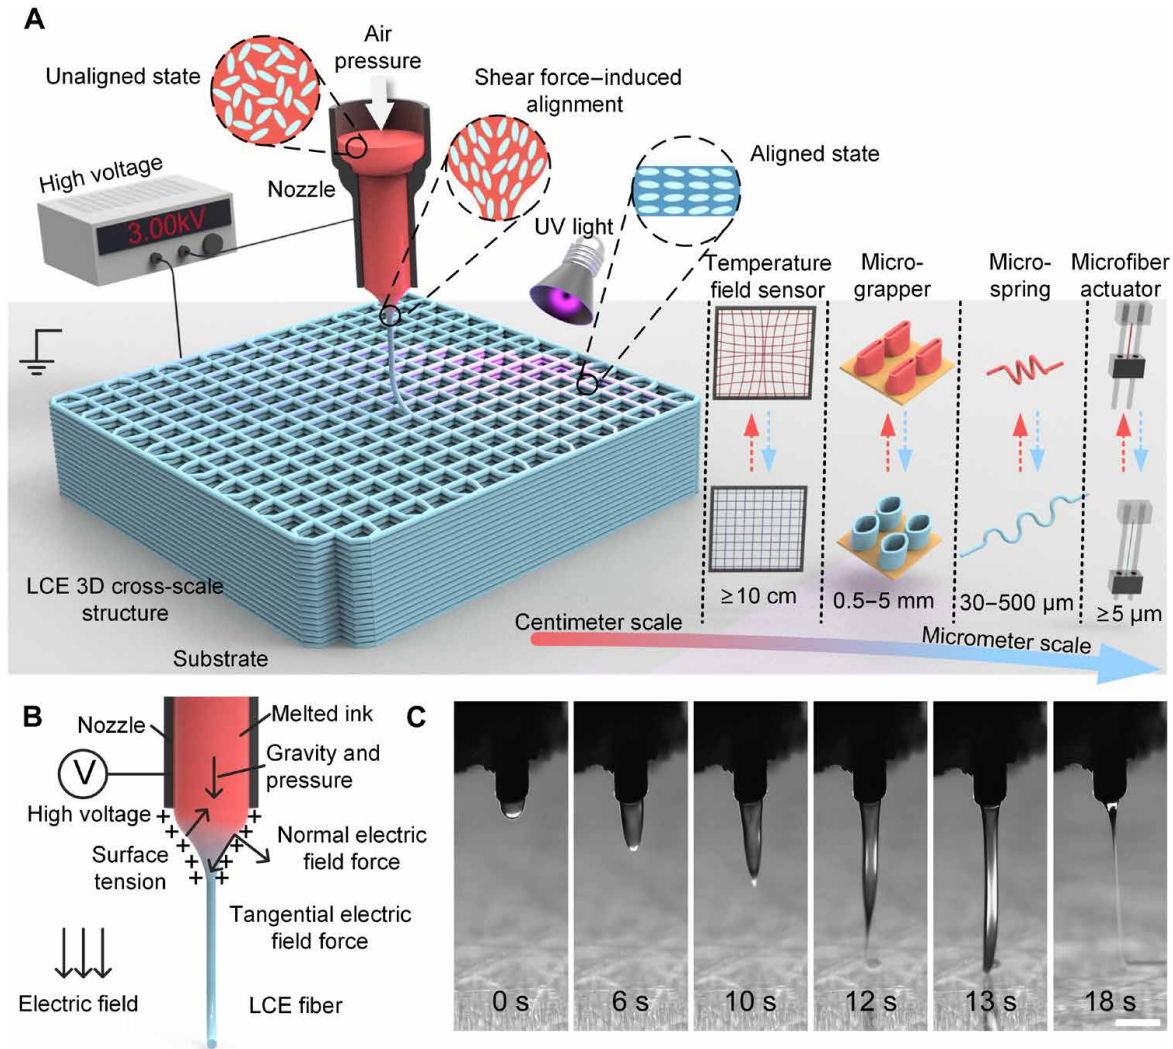 A
Air
pressure
Unaligned state
Shear force–induced
alignment
Aligned state
High voltage
3.00kV
Nozzle
UV light
Temperature
field sensor
Micro-
grapper
Micro-
spring
Microfiber
actuator
LCE 3D cross-scale
structure
Substrate
≥10 cm
0.5–5 mm
30–500 µm
≥5 µm
Centimeter scale
Micrometer scale
B
Nozzle
Melted ink
Gravity and
pressure
V
High voltage
Surface
tension
Normal electric
field force
Tangential electric
field force
Electric field
LCE fiber
C
0 s
6 s
10 s
12 s
13 s
18 s